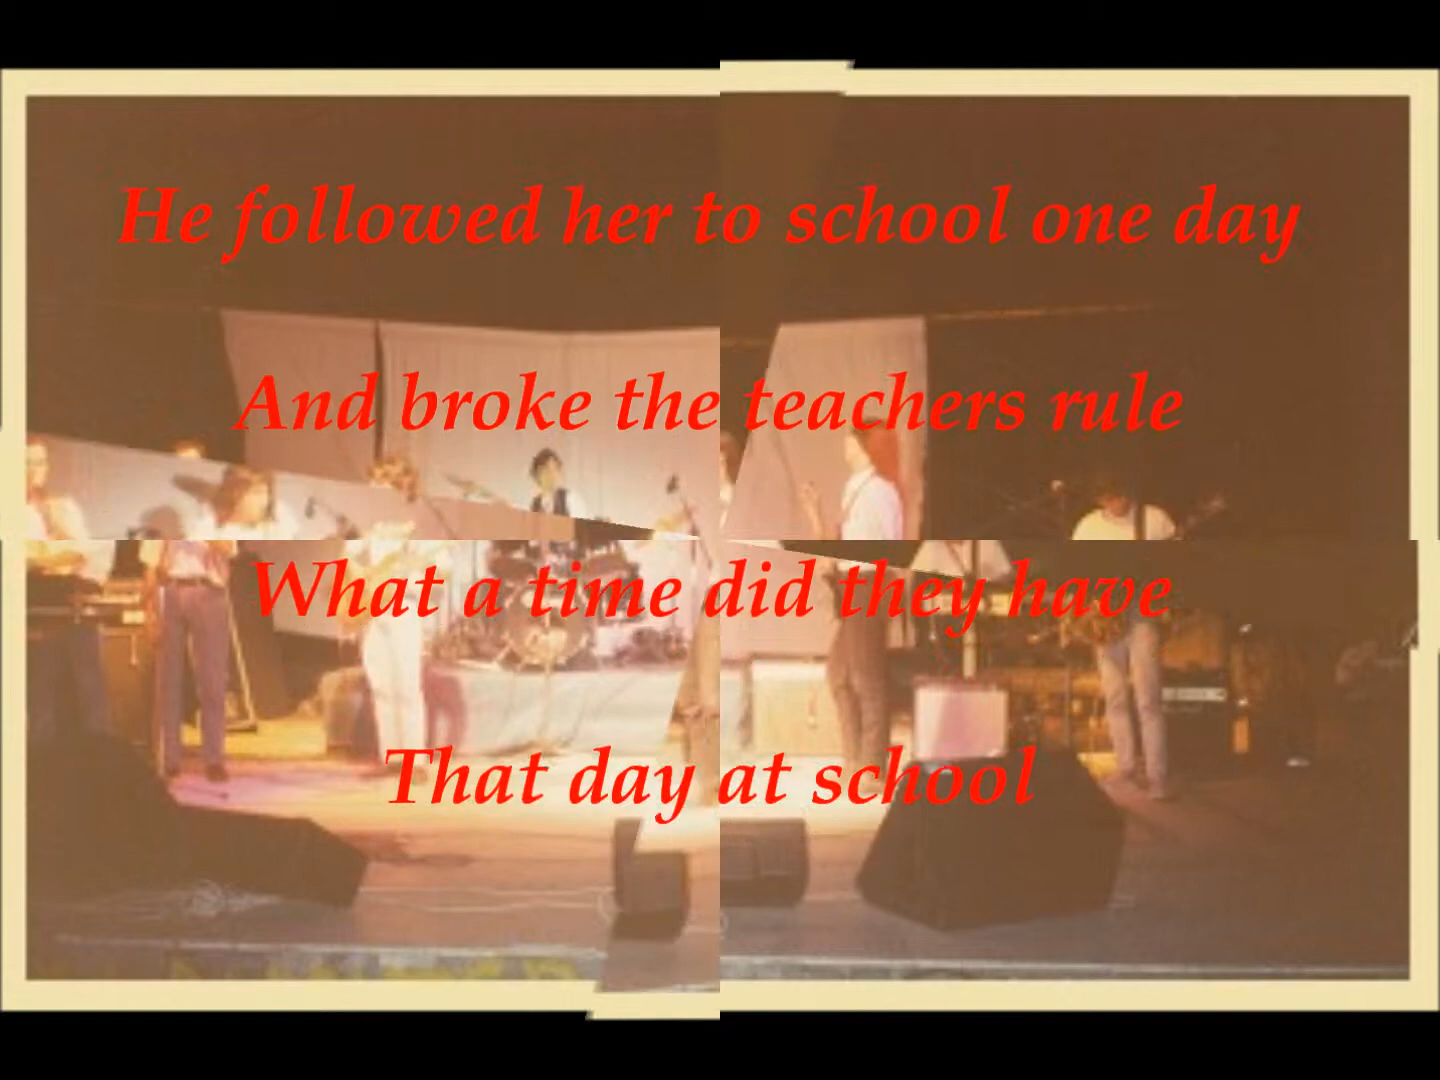 He followed her to school one day
And broke the teachers rule
What a time did they have
That day at school